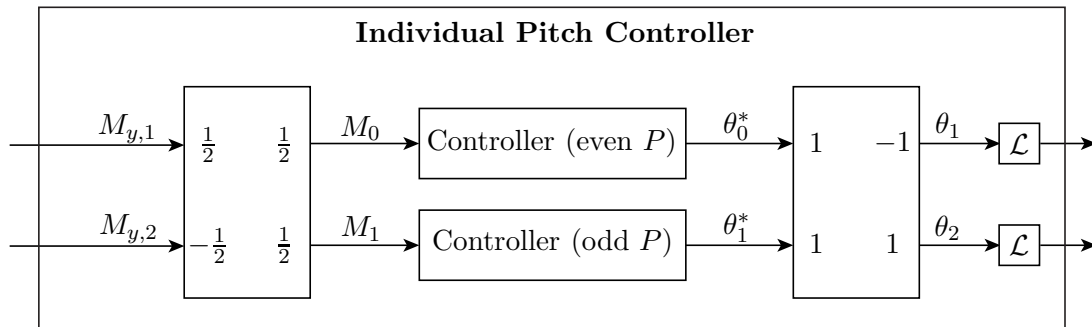 Individual Pitch Controller
M_{y,1} 1/2 1/2 M_0 Controller (even P) θ_0^* 1 −1 θ_1 ℒ
M_{y,2} −1/2 1/2 M_1 Controller (odd P) θ_1^* 1 1 θ_2 ℒ